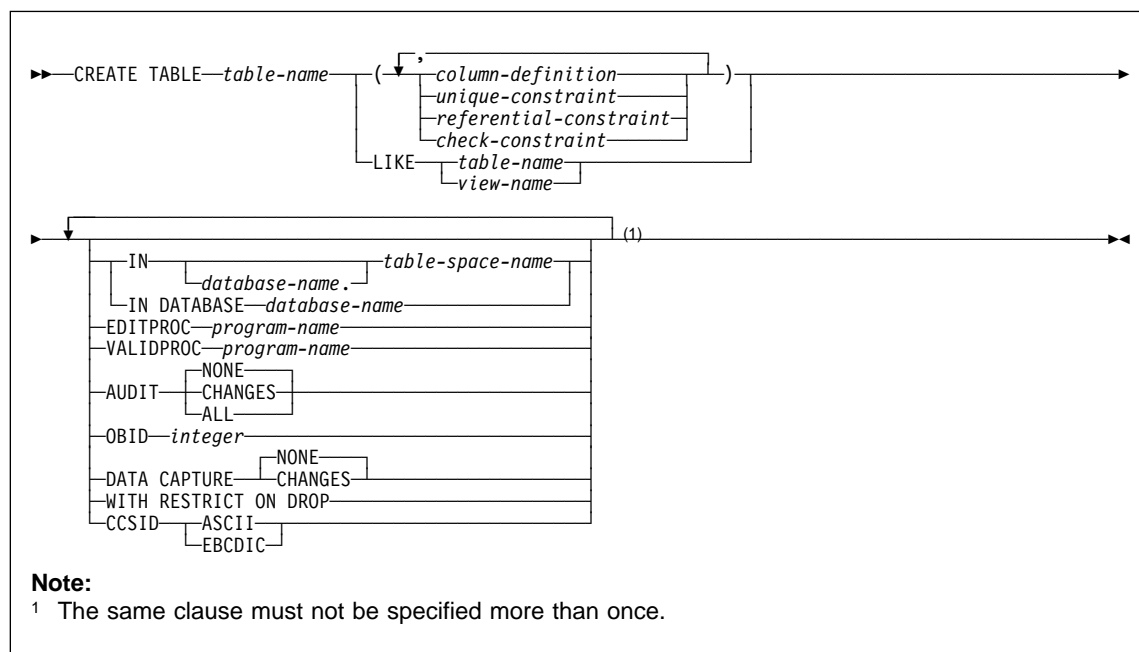 ,
CREATE TABLE table-name ( column-definition )
unique-constraint
referential-constraint
check-constraint
LIKE table-name
view-name
(1)
IN table-space-name
database-name.
IN DATABASE database-name
EDITPROC program-name
VALIDPROC program-name
NONE
AUDIT CHANGES
ALL
OBID integer
NONE
DATA CAPTURE CHANGES
WITH RESTRICT ON DROP
CCSID ASCII
EBCDIC
Note:
1 The same clause must not be specified more than once.